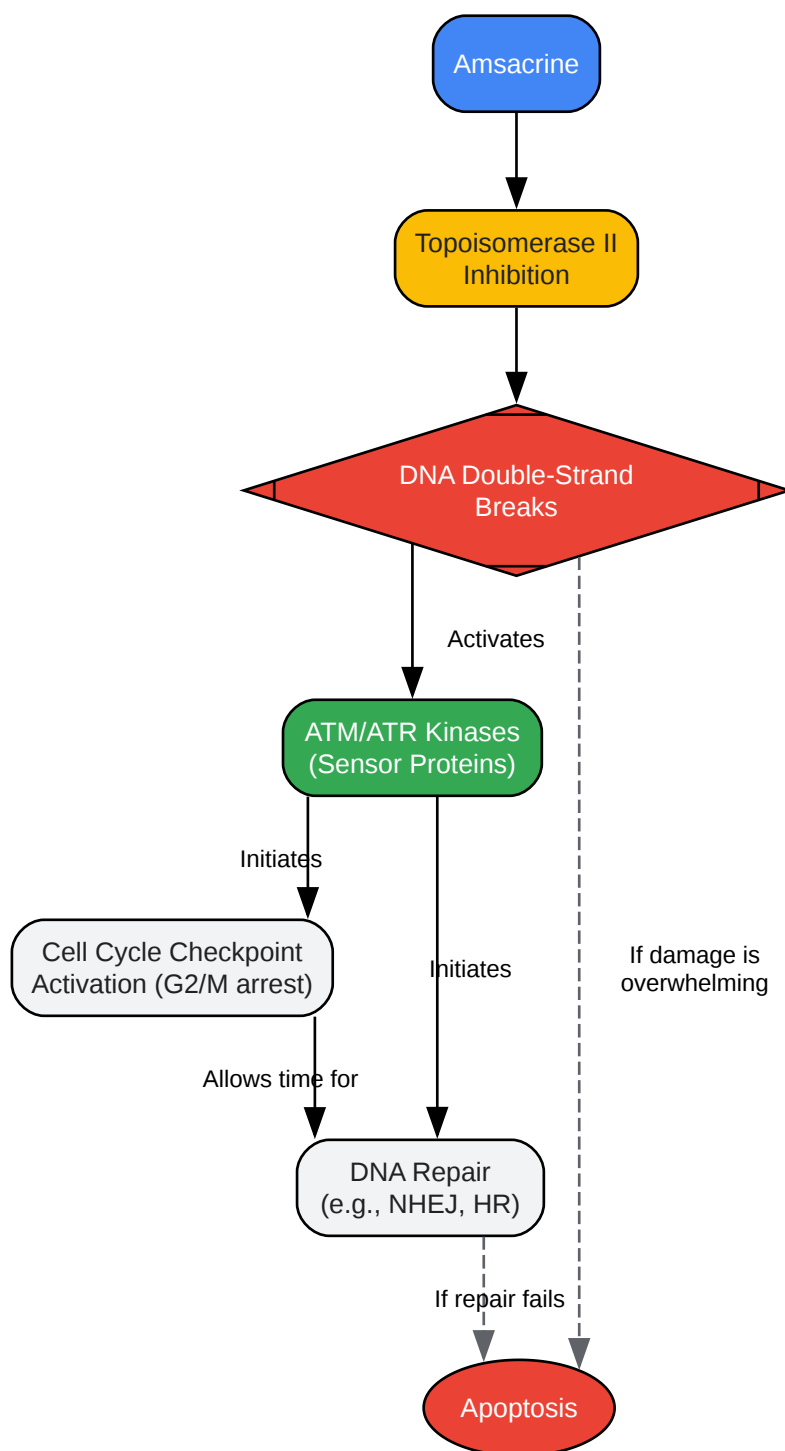 Amsacrine
Topoisomerase II
Inhibition
DNA Double-Strand
Breaks
Activates
ATM/ATR Kinases
(Sensor Proteins)
Initiates
Cell Cycle Checkpoint
Activation (G2/M arrest)
Initiates
If damage is
overwhelming
Allows time for
DNA Repair
(e.g., NHEJ, HR)
If repair fails
Apoptosis